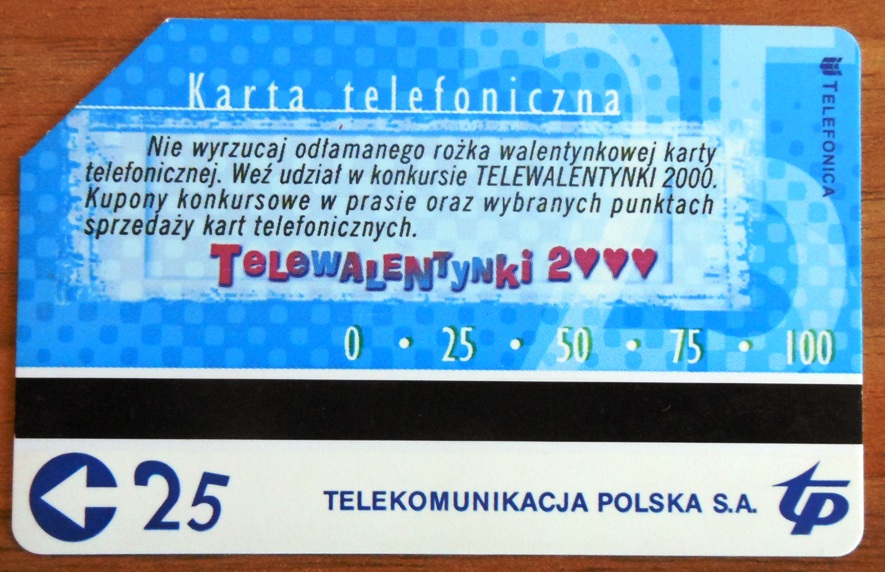 Karta telefoniczna
TELEFONICA
Nie wyrzucaj odłamanego rożka walentynkowej karty
telefonicznej. Weź udział w konkursie TELEWALENTYNKI 2000.
Kupony konkursowe w prasie oraz wybranych punktach
sprzedaży kart telefonicznych.
TeLeWALENTyNki 2♥♥♥
0 • 25 • 50 • 75 • 100
25
TELEKOMUNIKACJA POLSKA S.A.
tp